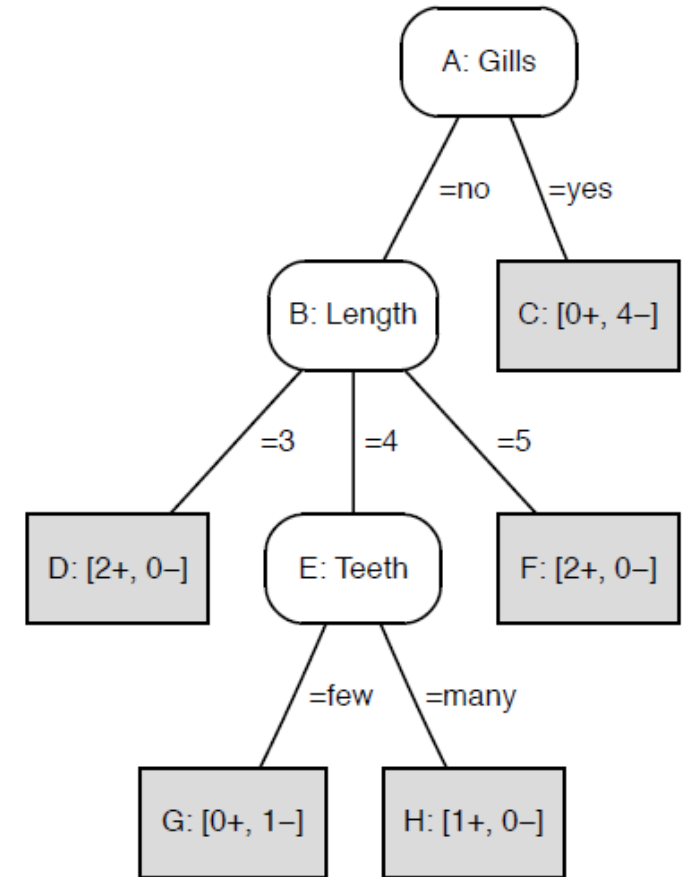 A: Gills
=no
=yes
B: Length
C: [0+, 4−]
=3
=4
=5
D: [2+, 0−]
E: Teeth
F: [2+, 0−]
=few
=many
G: [0+, 1−]
H: [1+, 0−]